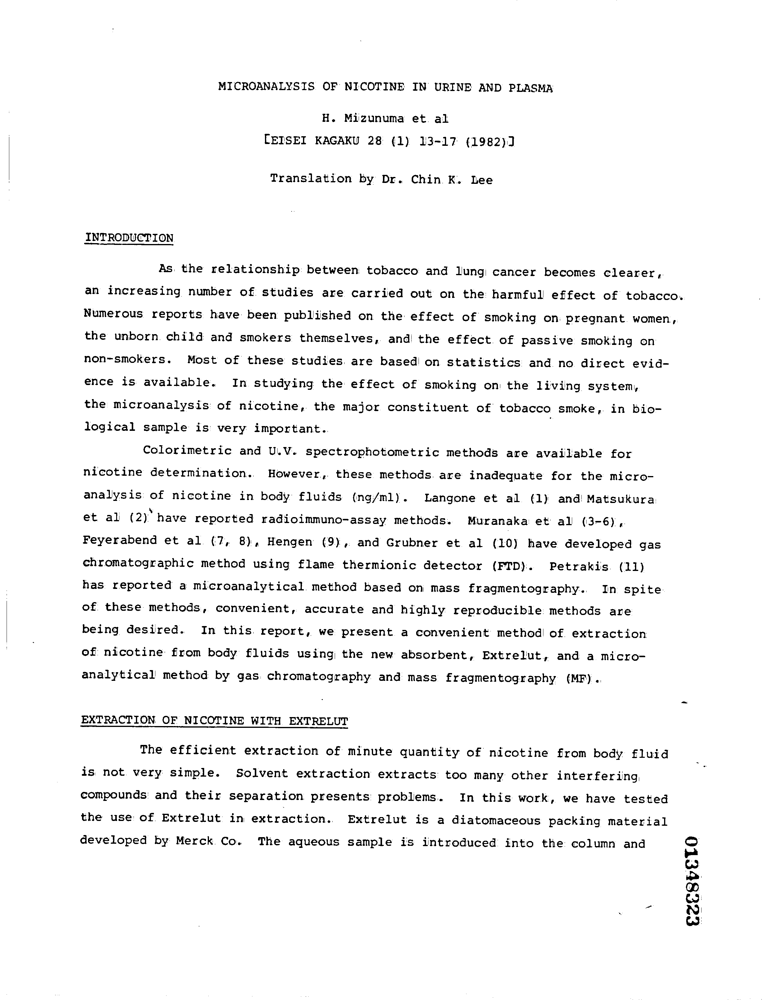 MICROANALYSIS OF NICOTINE IN URINE AND PLASMA
H. Mizunuma et al
[EISEI KAGAKU 28 (1) 13-17 (1982)]
Translation by Dr. Chin K. Lee
INTRODUCTION
As the relationship between tobacco and lung cancer becomes clearer,
an increasing number of studies are carried out on the harmful effect of tobacco.
Numerous reports have been published on the effect of smoking on pregnant women,
the unborn child and smokers themselves, and the effect of passive smoking on
non-smokers. Most of these studies are based on statistics and no direct evid-
ence is available. In studying the effect of smoking on the living system,
the microanalysis of nicotine, the major constituent of tobacco smoke, in bio-
logical sample is very important.
Colorimetric and U.V. spectrophotometric methods are available for
nicotine determination. However, these methods are inadequate for the micro-
analysis of nicotine in body fluids (ng/ml). Langone et al (1) and Matsukura
et al (2) have reported radioimmuno-assay methods. Muranaka et al (3-6),
Feyerabend et al (7, 8), Hengen (9), and Grubner et al (10) have developed gas
chromatographic method using flame thermionic detector (FTD). Petrakis (11)
has reported a microanalytical method based on mass fragmentography. In spite
of these methods, convenient, accurate and highly reproducible methods are
being desired. In this report, we present a convenient method of extraction
of nicotine from body fluids using the new absorbent, Extrelut, and a micro-
analytical method by gas chromatography and mass fragmentography (MF).
EXTRACTION OF NICOTINE WITH EXTRELUT
The efficient extraction of minute quantity of nicotine from body fluid
is not very simple. Solvent extraction extracts too many other interfering
compounds and their separation presents problems. In this work, we have tested
the use of Extrelut in extraction. Extrelut is a diatomaceous packing material
developed by Merck Co. The aqueous sample is introduced into the column and
01348323